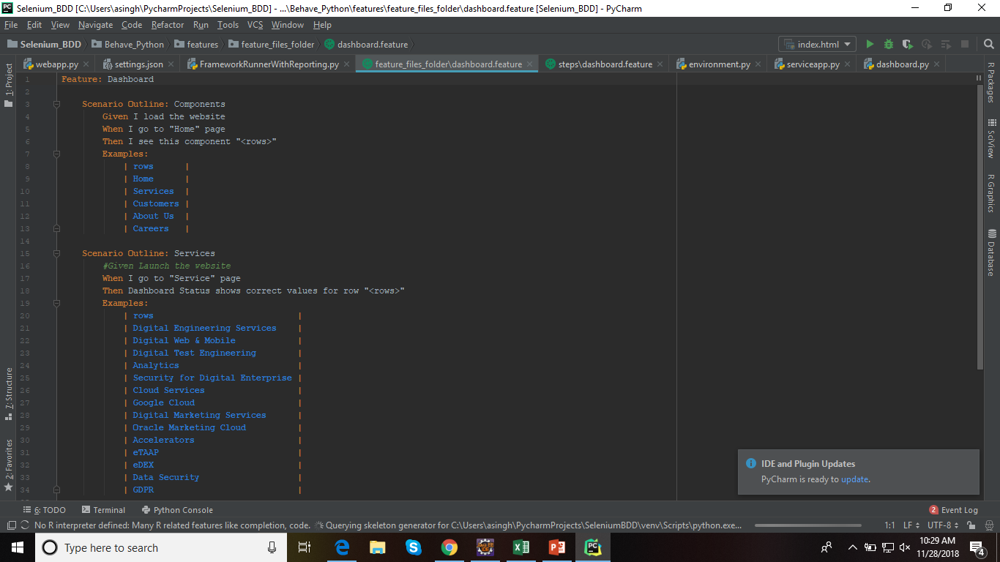 Selenium_BDD [C:\Users\asingh\PycharmProjects\Selenium_BDD] - ...\Behave_Python\features\feature_files_folder\dashboard.feature [Selenium_BDD] - PyCharm
File Edit View Navigate Code Refactor Run Tools VCS Window Help
Selenium_BDD Behave_Python features feature_files_folder dashboard.feature index.html
webapp.py settings.json FrameworkRunnerWithReporting.py feature_files_folder\dashboard.feature steps\dashboard.feature environment.py serviceapp.py dashboard.py
1: Project
7: Structure
2: Favorites
1 Feature: Dashboard
2
3 Scenario Outline: Components
4 Given I load the website
5 When I go to "Home" page
6 Then I see this component "<rows>"
7 Examples:
8 | rows |
9 | Home |
10 | Services |
11 | Customers |
12 | About Us |
13 | Careers |
14
15 Scenario Outline: Services
16 #Given Launch the website
17 When I go to "Service" page
18 Then Dashboard Status shows correct values for row "<rows>"
19 Examples:
20 | rows |
21 | Digital Engineering Services |
22 | Digital Web & Mobile |
23 | Digital Test Engineering |
24 | Analytics |
25 | Security for Digital Enterprise |
26 | Cloud Services |
27 | Google Cloud |
28 | Digital Marketing Services |
29 | Oracle Marketing Cloud |
30 | Accelerators |
31 | eTAAP |
32 | eDEX |
33 | Data Security |
34 | GDPR |
R Packages
SciView
R Graphics
Database
IDE and Plugin Updates
PyCharm is ready to update.
6: TODO Terminal Python Console 2 Event Log
No R interpreter defined: Many R related features like completion, code. Querying skeleton generator for C:\Users\asingh\PycharmProjects\SeleniumBDD\venv\Scripts\python.exe... 1:1 LF UTF-8
Type here to search
10:29 AM
11/28/2018
4